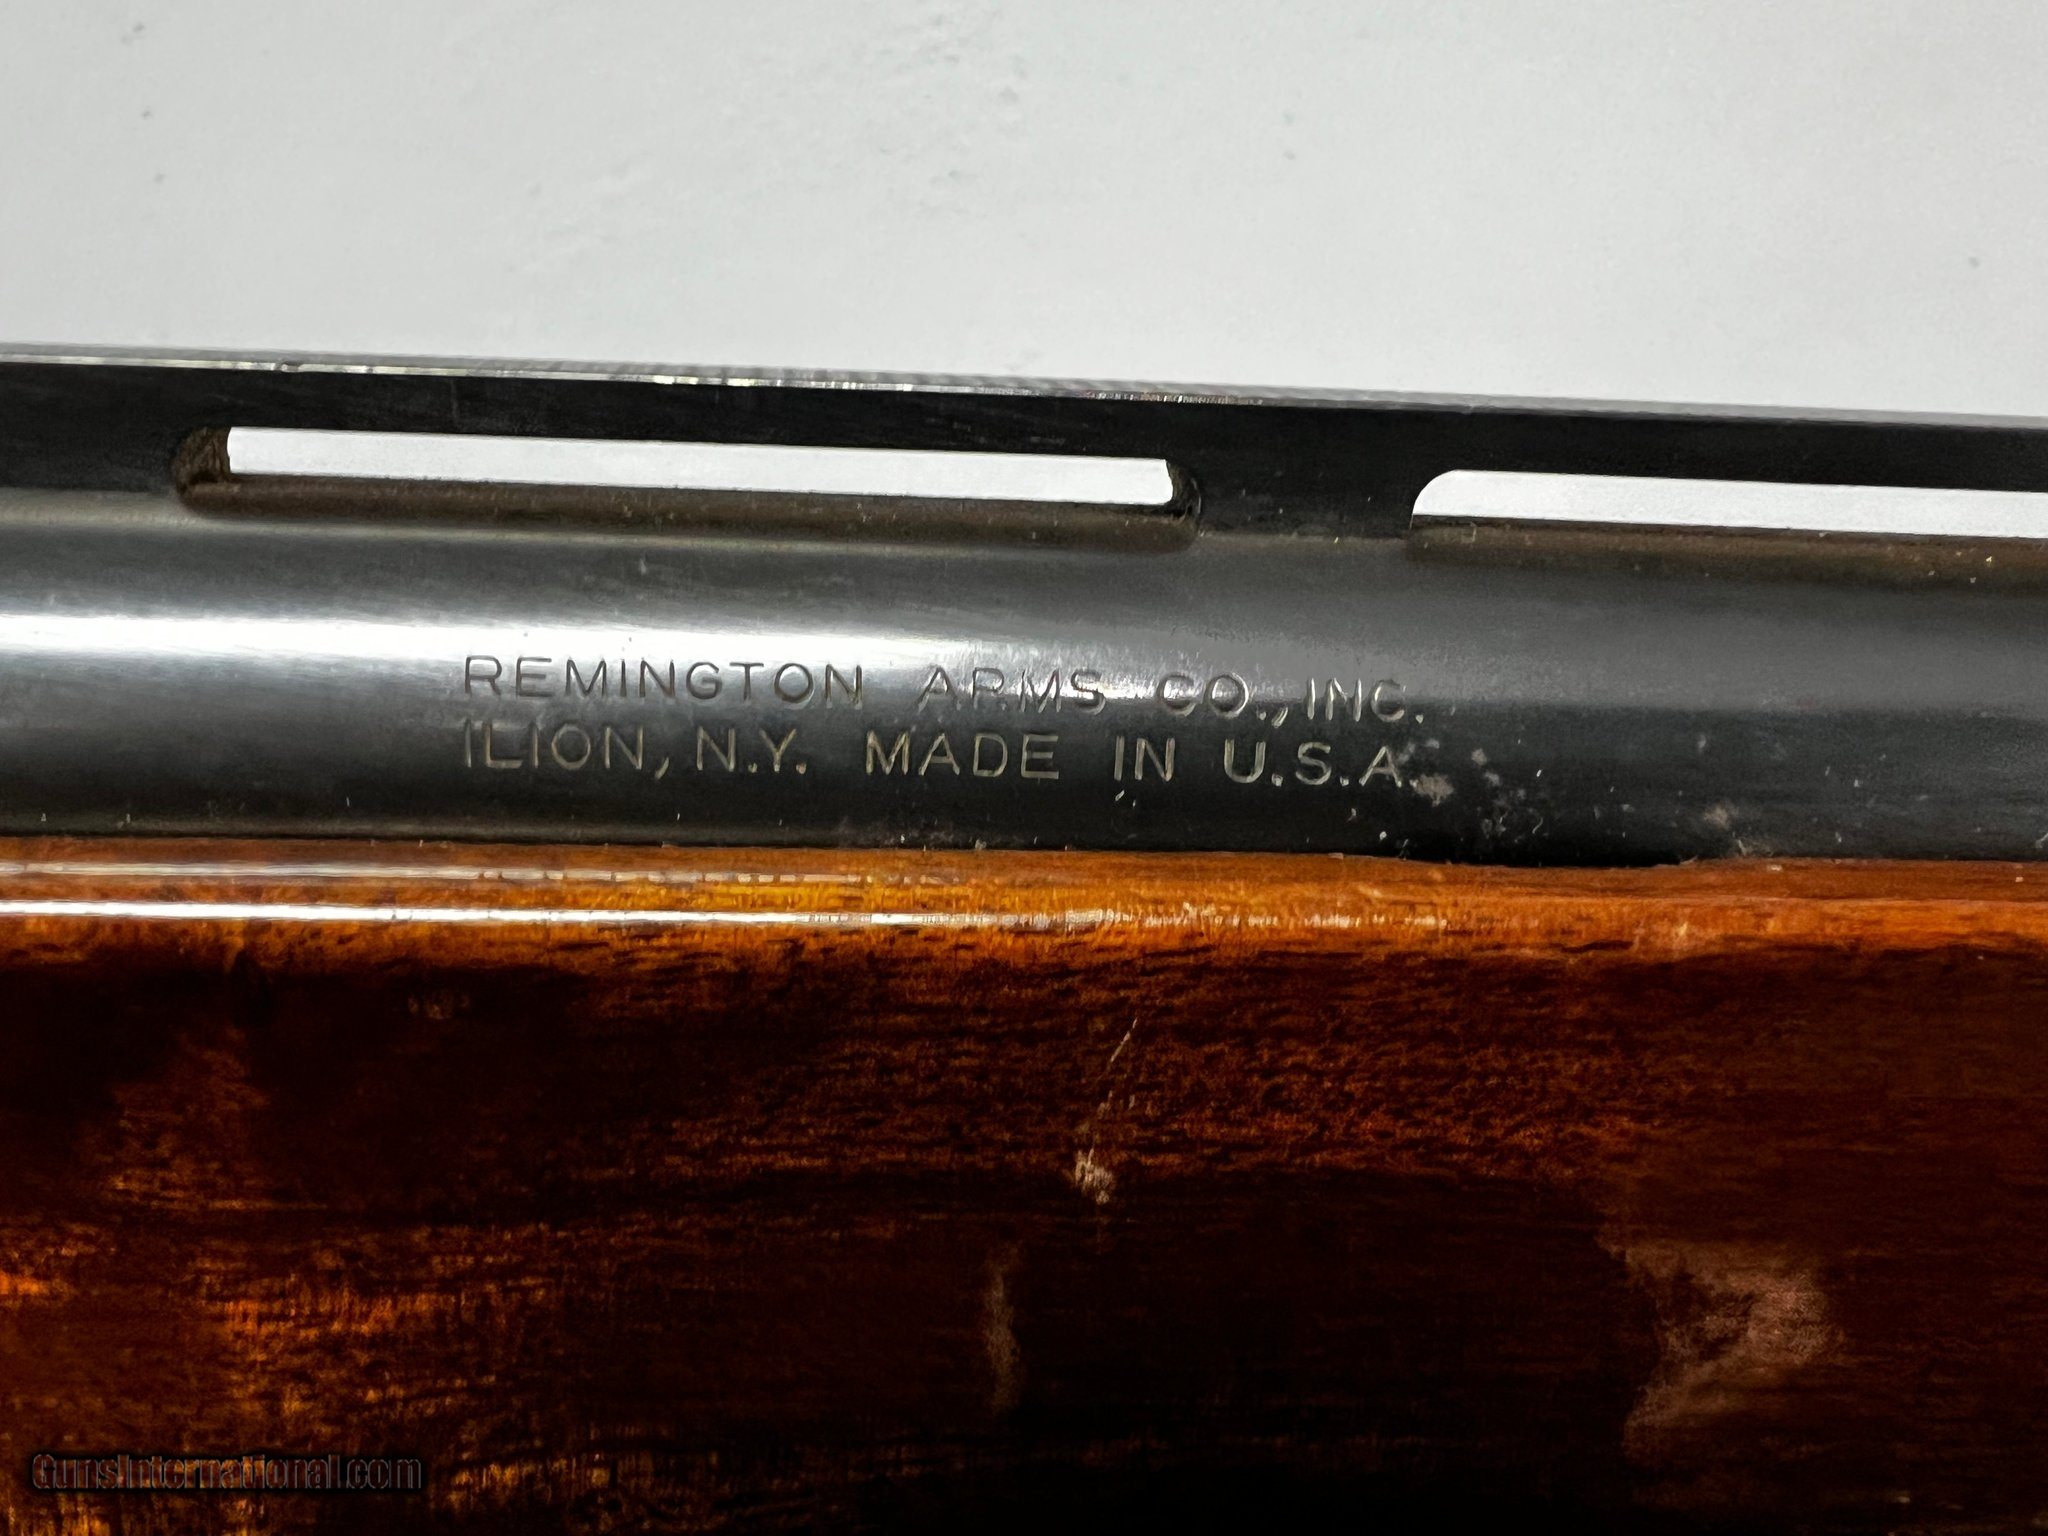 REMINGTON ARMS CO., INC.
ILION, N.Y. MADE IN U.S.A.
GunsInternational.com